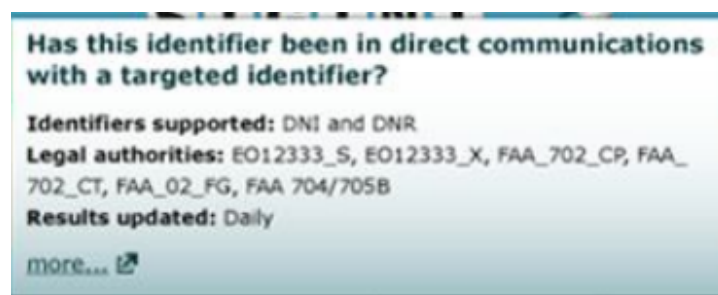 Has this identifier been in direct communications
with a targeted identifier?
Identifiers supported: DNI and DNR
Legal authorities: EO12333_S, EO12333_X, FAA_702_CP, FAA_
702_CT, FAA_02_FG, FAA 704/705B
Results updated: Daily
more...